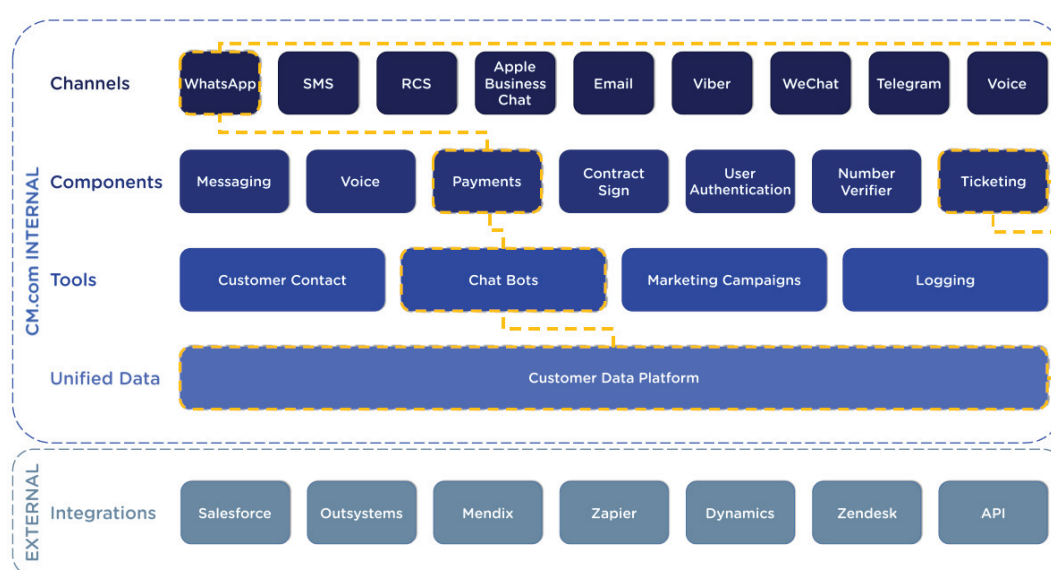 CM.com INTERNAL
Channels
WhatsApp
SMS
RCS
Apple
Business
Chat
Email
Viber
WeChat
Telegram
Voice
Components
Messaging
Voice
Payments
Contract
Sign
User
Authentication
Number
Verifier
Ticketing
Tools
Customer Contact
Chat Bots
Marketing Campaigns
Logging
Unified Data
Customer Data Platform
EXTERNAL
Integrations
Salesforce
Outsystems
Mendix
Zapier
Dynamics
Zendesk
API